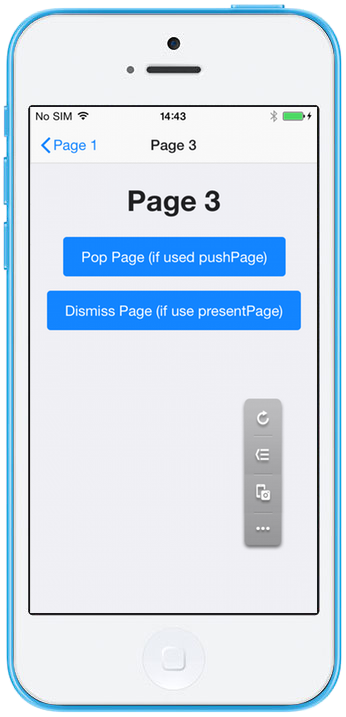 No SIM 14:43
Page 1 Page 3
Page 3
Pop Page (if used pushPage)
Dismiss Page (if use presentPage)